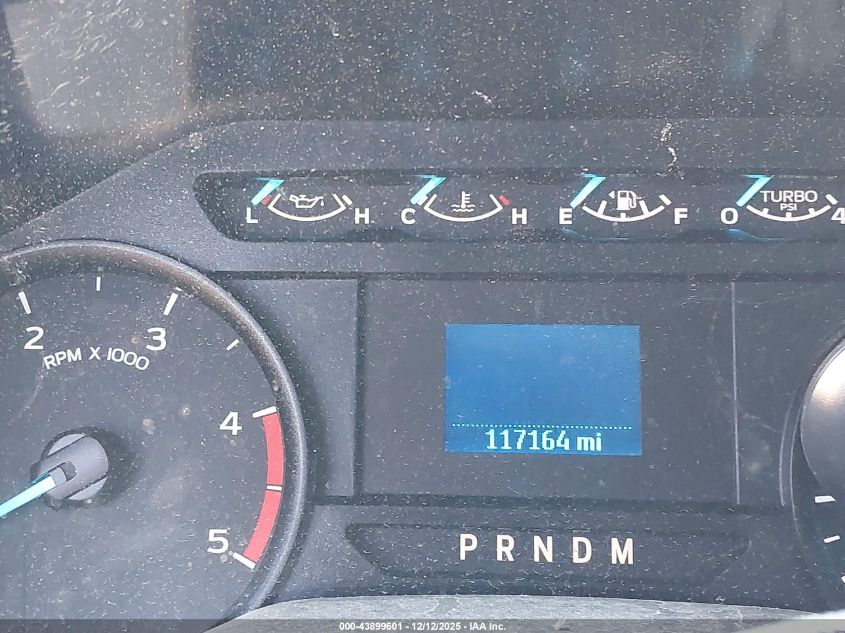 L H C H E F O TURBO PSI 4
2 3
RPM X 1000
4
117164 mi
5
P R N D M
000-43899601 - 12/12/2025 - IAA Inc.